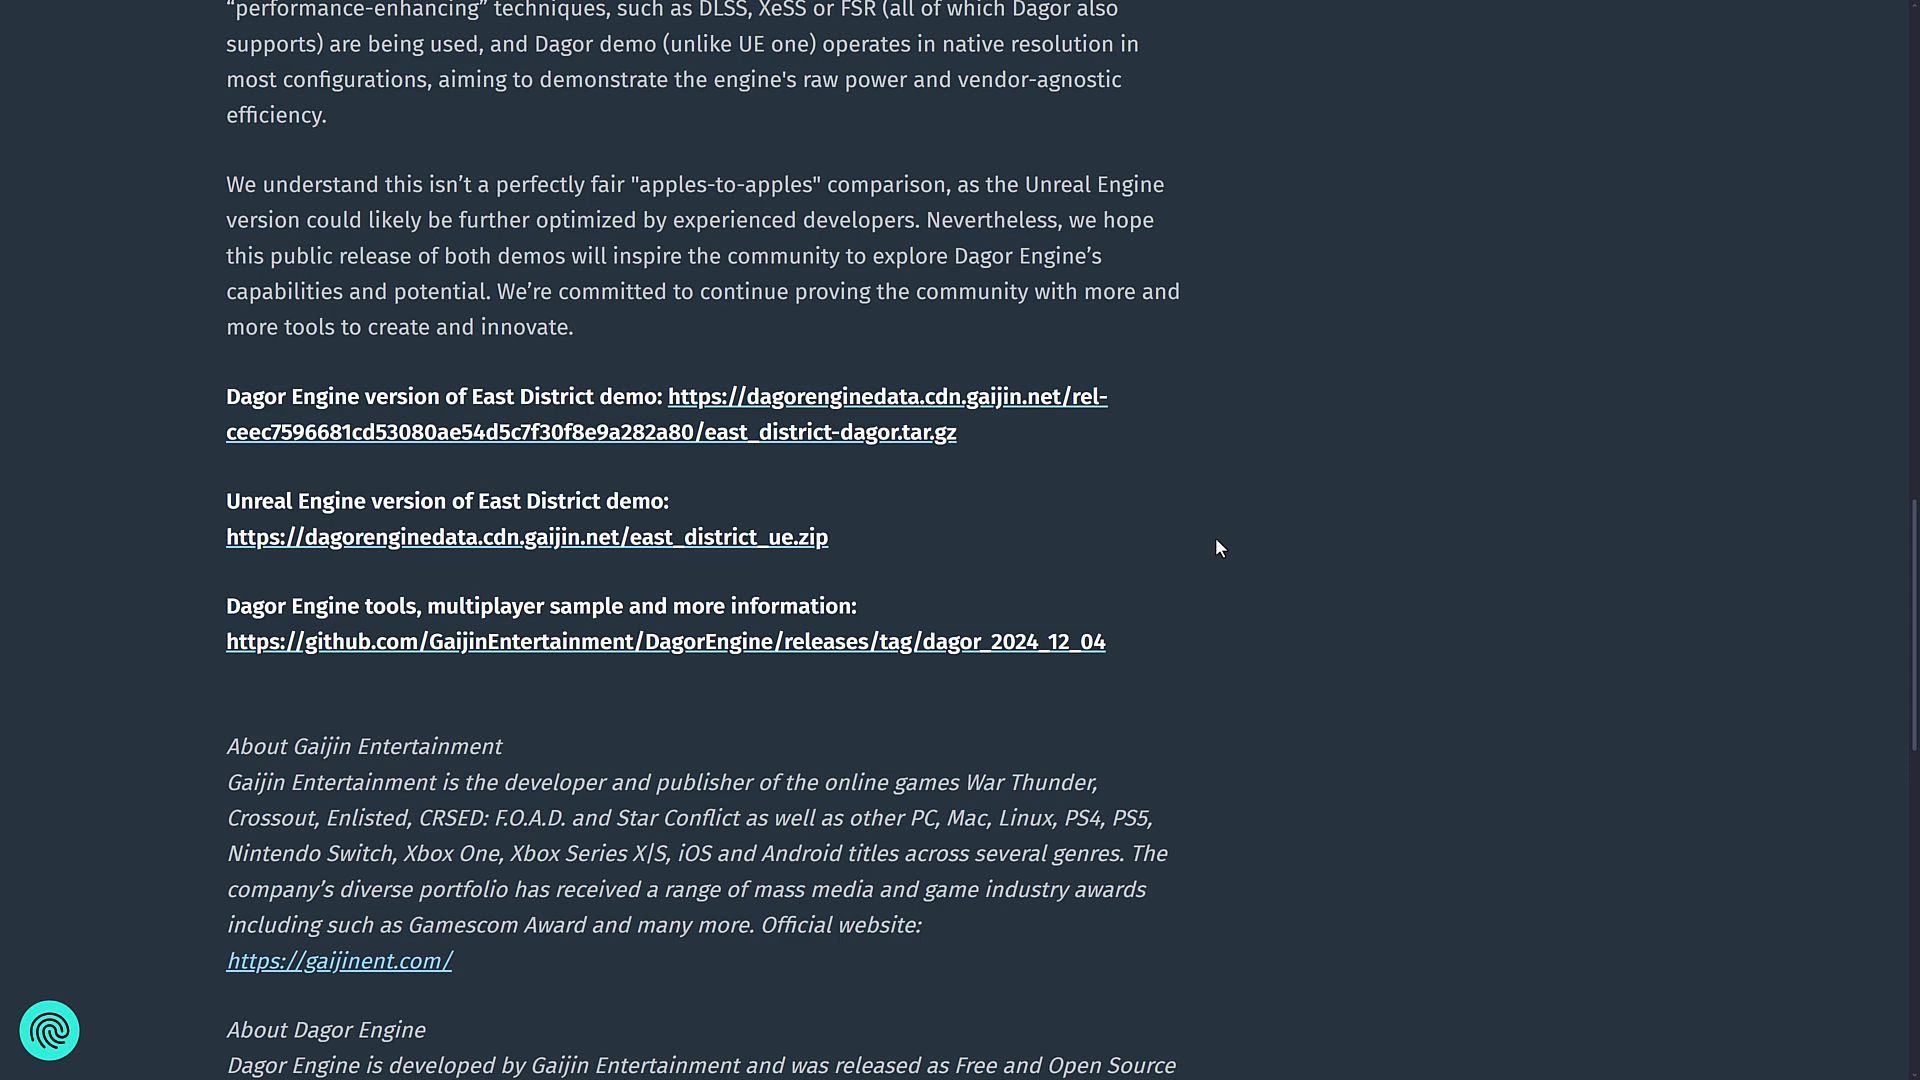 “performance-enhancing” techniques, such as DLSS, XeSS or FSR (all of which Dagor also
supports) are being used, and Dagor demo (unlike UE one) operates in native resolution in
most configurations, aiming to demonstrate the engine's raw power and vendor-agnostic
efficiency.
We understand this isn’t a perfectly fair "apples-to-apples" comparison, as the Unreal Engine
version could likely be further optimized by experienced developers. Nevertheless, we hope
this public release of both demos will inspire the community to explore Dagor Engine’s
capabilities and potential. We’re committed to continue proving the community with more and
more tools to create and innovate.
Dagor Engine version of East District demo: https://dagorenginedata.cdn.gaijin.net/rel-
ceec7596681cd53080ae54d5c7f30f8e9a282a80/east_district-dagor.tar.gz
Unreal Engine version of East District demo:
https://dagorenginedata.cdn.gaijin.net/east_district_ue.zip
Dagor Engine tools, multiplayer sample and more information:
https://github.com/GaijinEntertainment/DagorEngine/releases/tag/dagor_2024_12_04
About Gaijin Entertainment
Gaijin Entertainment is the developer and publisher of the online games War Thunder,
Crossout, Enlisted, CRSED: F.O.A.D. and Star Conflict as well as other PC, Mac, Linux, PS4, PS5,
Nintendo Switch, Xbox One, Xbox Series X|S, iOS and Android titles across several genres. The
company’s diverse portfolio has received a range of mass media and game industry awards
including such as Gamescom Award and many more. Official website:
https://gaijinent.com/
About Dagor Engine
Dagor Engine is developed by Gaijin Entertainment and was released as Free and Open Source